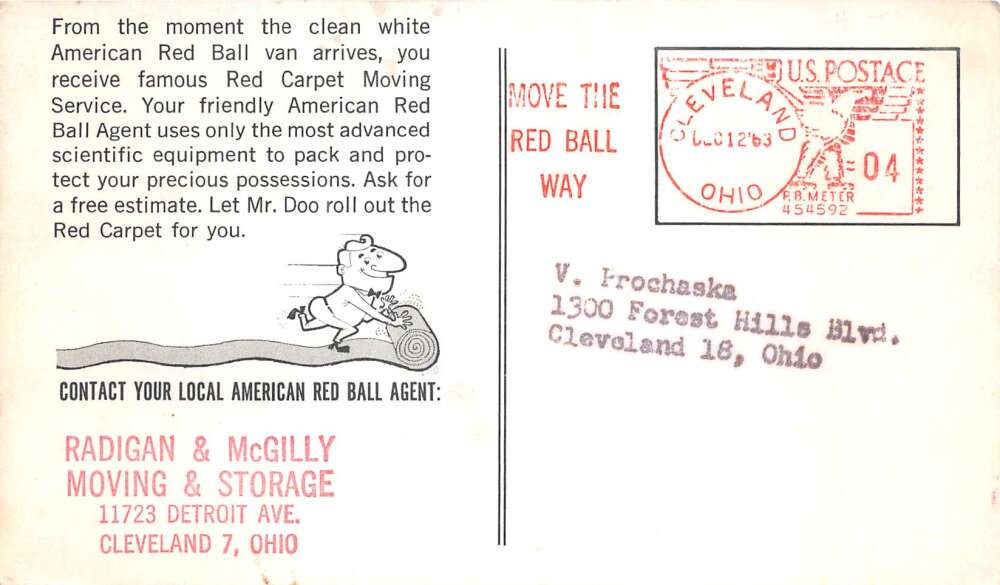 From the moment the clean white
American Red Ball van arrives, you
receive famous Red Carpet Moving
Service. Your friendly American Red
Ball Agent uses only the most advanced
scientific equipment to pack and pro-
tect your precious possessions. Ask for
a free estimate. Let Mr. Doo roll out the
Red Carpet for you.
CONTACT YOUR LOCAL AMERICAN RED BALL AGENT:
RADIGAN & McGILLY
MOVING & STORAGE
11723 DETROIT AVE.
CLEVELAND 7, OHIO
MOVE THE
RED BALL
WAY
CLEVELAND
DEC 12 '63
OHIO
U.S. POSTAGE
04
P.B. METER
454592
V. Prochaska
1300 Forest Hills Blvd.
Cleveland 18, Ohio